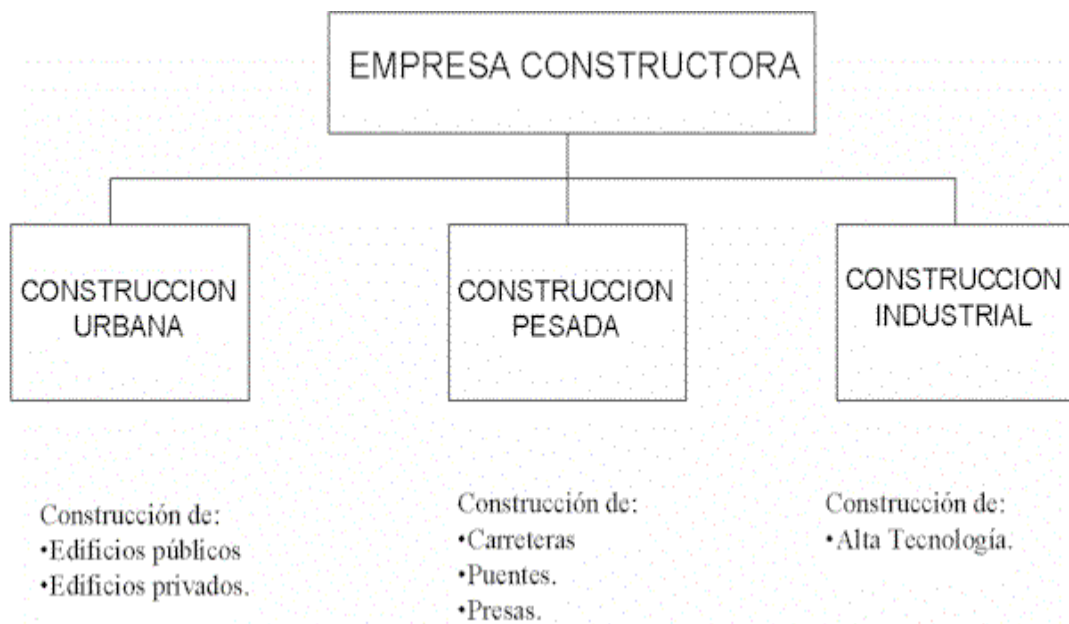 EMPRESA CONSTRUCTORA
CONSTRUCCION
URBANA
CONSTRUCCION
PESADA
CONSTRUCCION
INDUSTRIAL
Construcción de:
•Edificios públicos
•Edificios privados.
Construcción de:
•Carreteras
•Puentes.
•Presas.
Construcción de:
•Alta Tecnología.